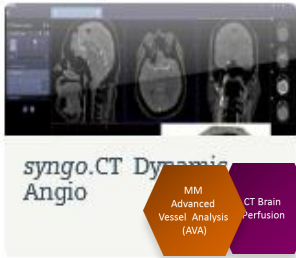 syngo.CT Dynamic
Angio
MM
Advanced
Vessel Analysis
(AVA)
CT Brain
Perfusion